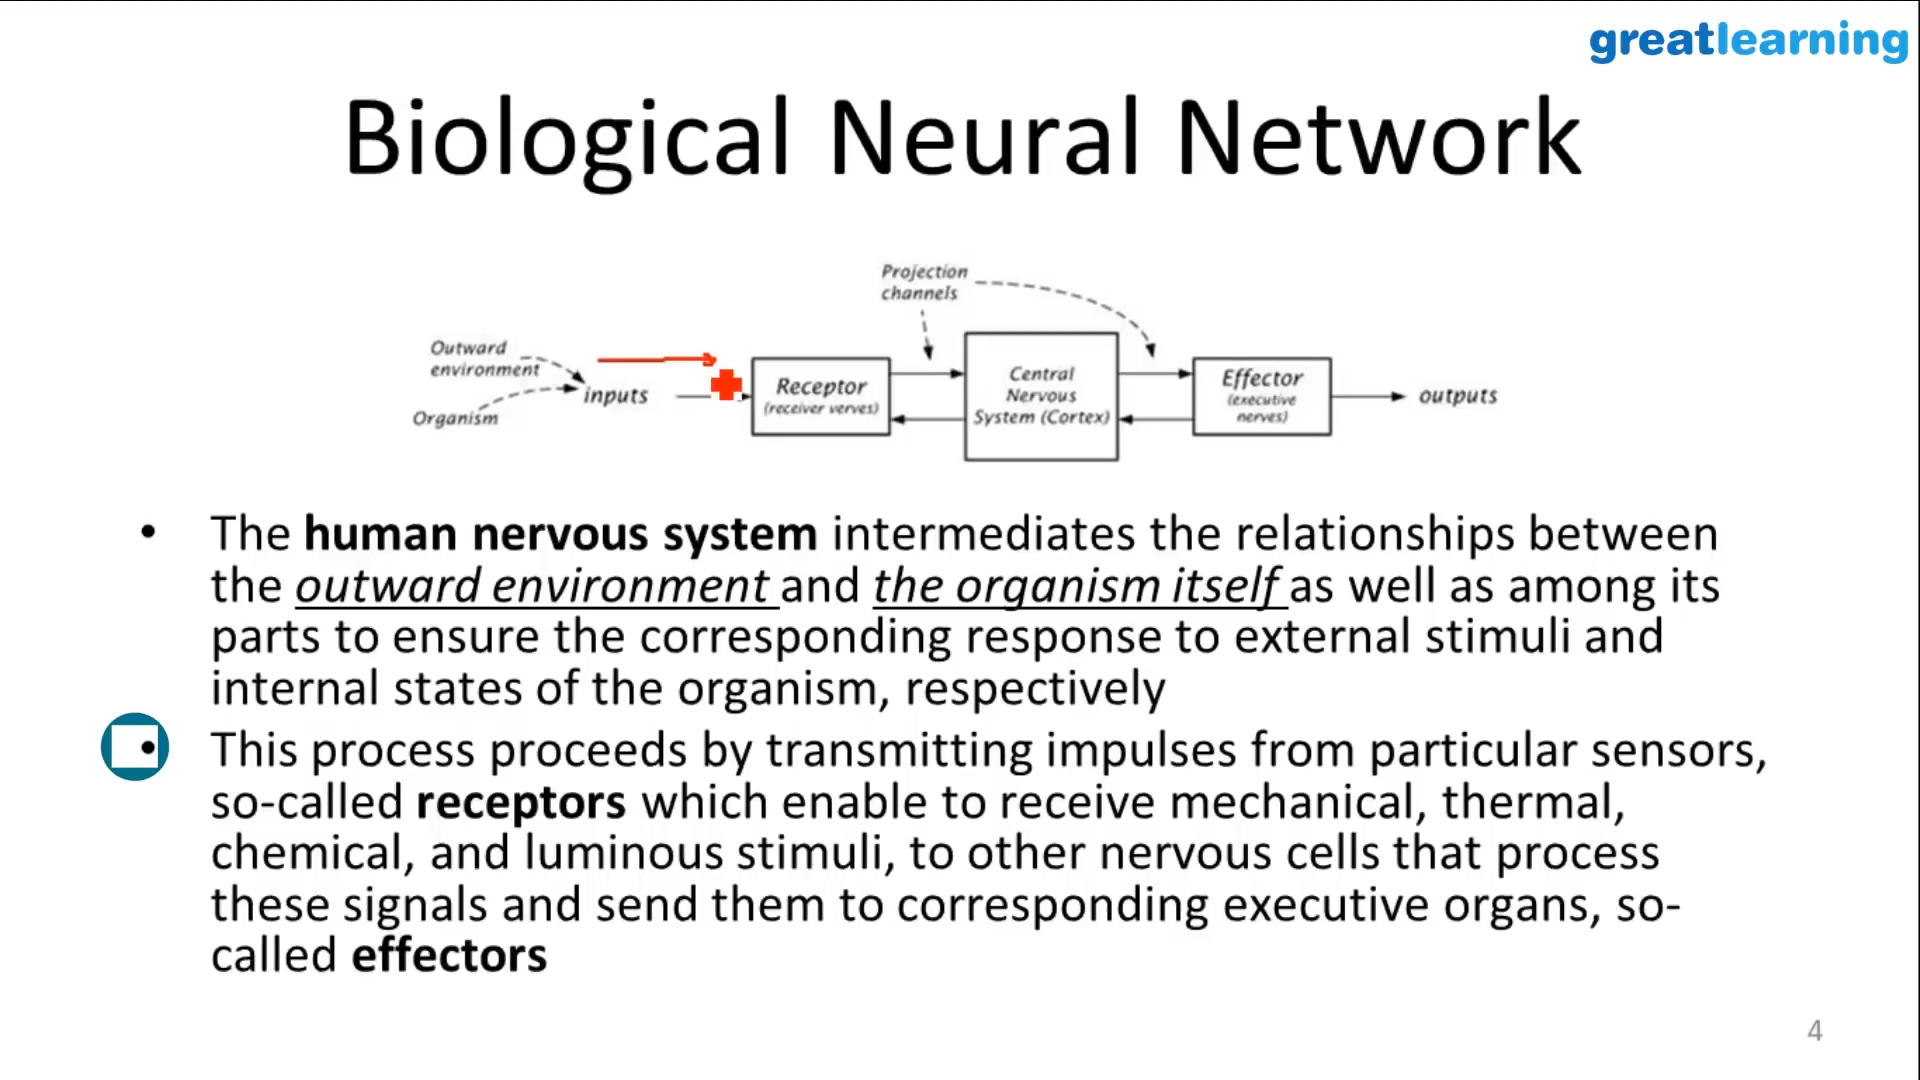 greatlearning
Biological Neural Network
Projection
channels
Outward
environment
Organism
inputs
Receptor
(receiver verves)
Central
Nervous
System (Cortex)
Effector
(executive
nerves)
outputs
• The human nervous system intermediates the relationships between
the outward environment and the organism itself as well as among its
parts to ensure the corresponding response to external stimuli and
internal states of the organism, respectively
• This process proceeds by transmitting impulses from particular sensors,
so-called receptors which enable to receive mechanical, thermal,
chemical, and luminous stimuli, to other nervous cells that process
these signals and send them to corresponding executive organs, so-
called effectors
4